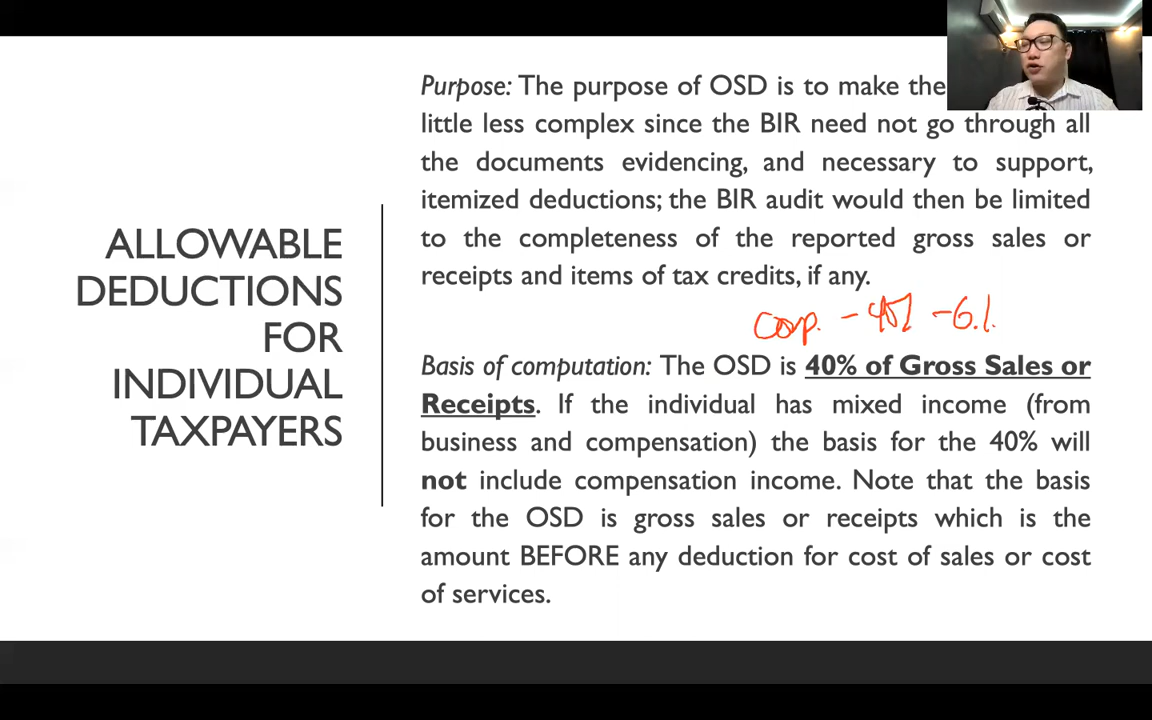 ALLOWABLE
DEDUCTIONS
FOR
INDIVIDUAL
TAXPAYERS
Purpose: The purpose of OSD is to make the
little less complex since the BIR need not go through all
the documents evidencing, and necessary to support,
itemized deductions; the BIR audit would then be limited
to the completeness of the reported gross sales or
receipts and items of tax credits, if any.
corp. -
Basis of computation: The OSD is 40% of Gross Sales or
Receipts. If the individual has mixed income (from
business and compensation) the basis for the 40% will
not include compensation income. Note that the basis
for the OSD is gross sales or receipts which is the
amount BEFORE any deduction for cost of sales or cost
of services.